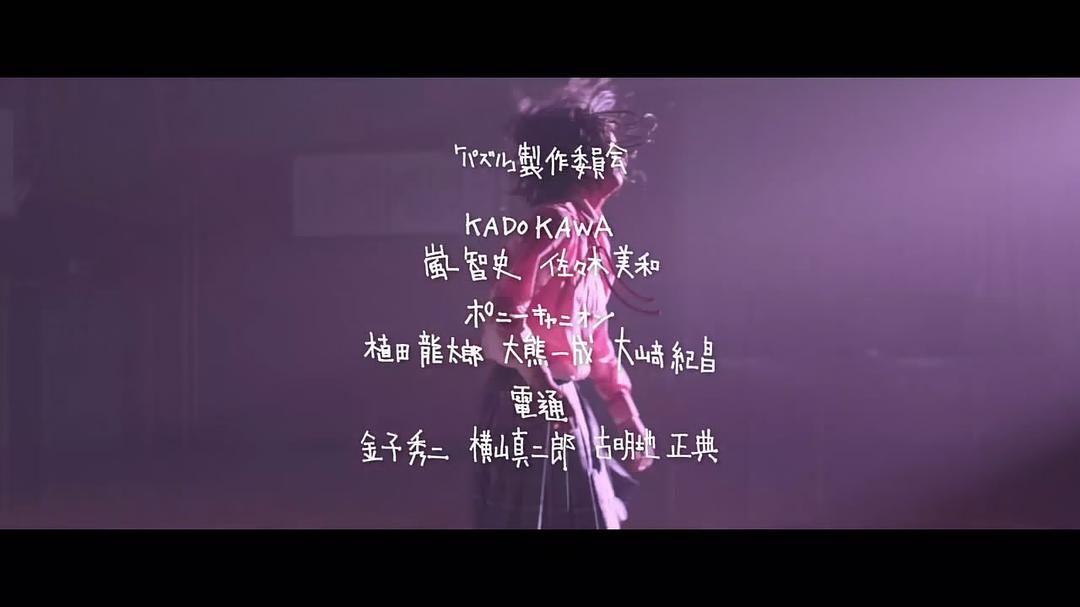 「パズル」製作委員会
KADOKAWA
嵐智史 佐々木美和
ポニーキャニオン
植田龍太郎 大熊一成 大山崎紀昌
電通
金子秀二 横山真二郎 古明地正典